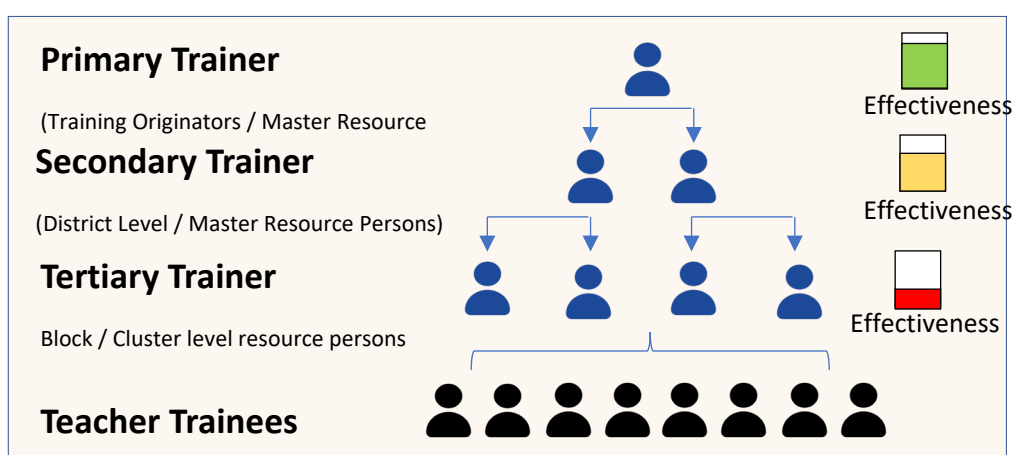 Primary Trainer
Effectiveness
(Training Originators / Master Resource
Secondary Trainer
Effectiveness
(District Level / Master Resource Persons)
Tertiary Trainer
Effectiveness
Block / Cluster level resource persons
Teacher Trainees